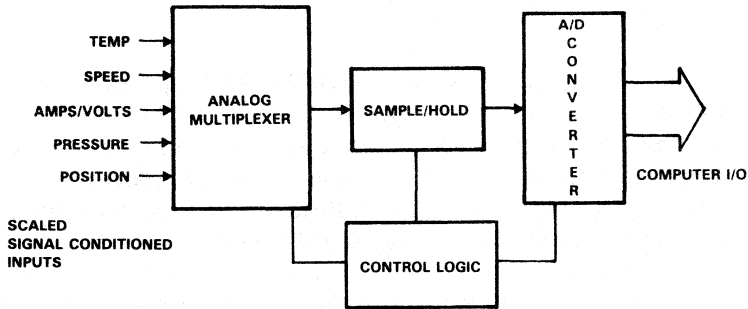 TEMP
SPEED
AMPS/VOLTS
PRESSURE
POSITION
SCALED
SIGNAL CONDITIONED
INPUTS
ANALOG
MULTIPLEXER
SAMPLE/HOLD
CONTROL LOGIC
A/D
C
O
N
V
E
R
T
E
R
COMPUTER I/O